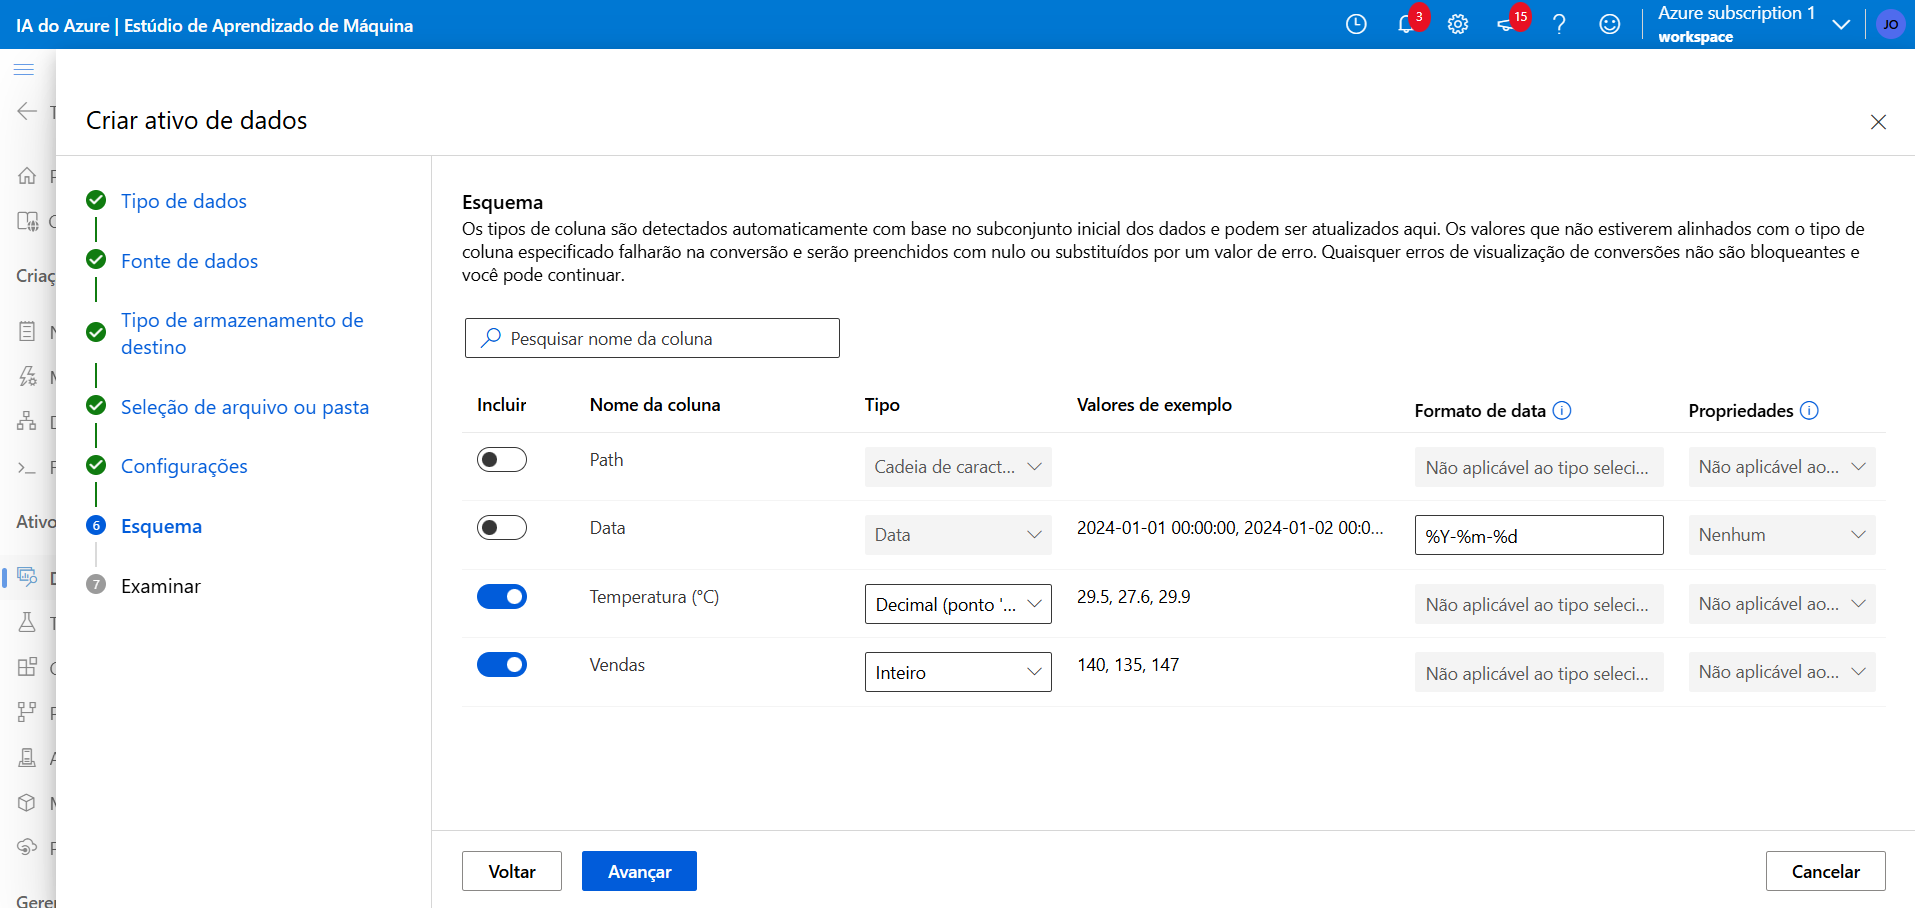 IA do Azure | Estúdio de Aprendizado de Máquina
3
15
Azure subscription 1
workspace
JO
Criar ativo de dados
Criaç
Ativo
Geren
Tipo de dados
Fonte de dados
Tipo de armazenamento de
destino
Seleção de arquivo ou pasta
Configurações
6 Esquema
7 Examinar
Esquema
Os tipos de coluna são detectados automaticamente com base no subconjunto inicial dos dados e podem ser atualizados aqui. Os valores que não estiverem alinhados com o tipo de
coluna especificado falharão na conversão e serão preenchidos com nulo ou substituídos por um valor de erro. Quaisquer erros de visualização de conversões não são bloqueantes e
você pode continuar.
Pesquisar nome da coluna
Incluir Nome da coluna Tipo Valores de exemplo Formato de data Propriedades
Path Cadeia de caract... Não aplicável ao tipo seleci... Não aplicável ao...
Data Data 2024-01-01 00:00:00, 2024-01-02 00:0... %Y-%m-%d Nenhum
Temperatura (°C) Decimal (ponto '... 29.5, 27.6, 29.9 Não aplicável ao tipo seleci... Não aplicável ao...
Vendas Inteiro 140, 135, 147 Não aplicável ao tipo seleci... Não aplicável ao...
Voltar Avançar Cancelar